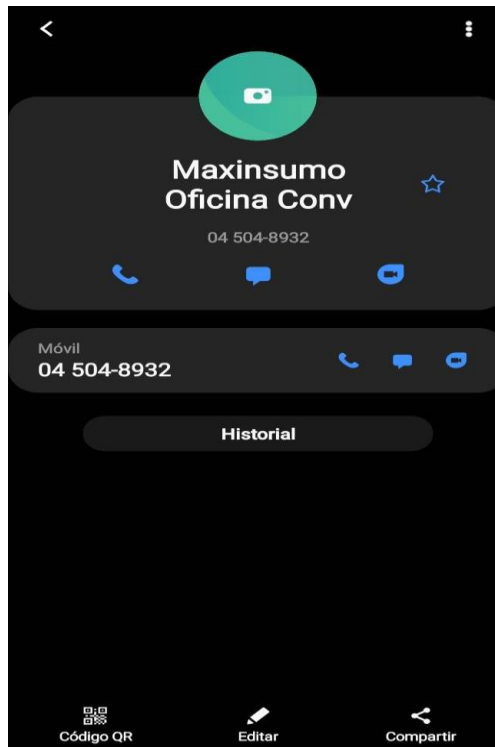 Maxinsumo
Oficina Conv
04 504-8932
Móvil
04 504-8932
Historial
Código QR
Editar
Compartir